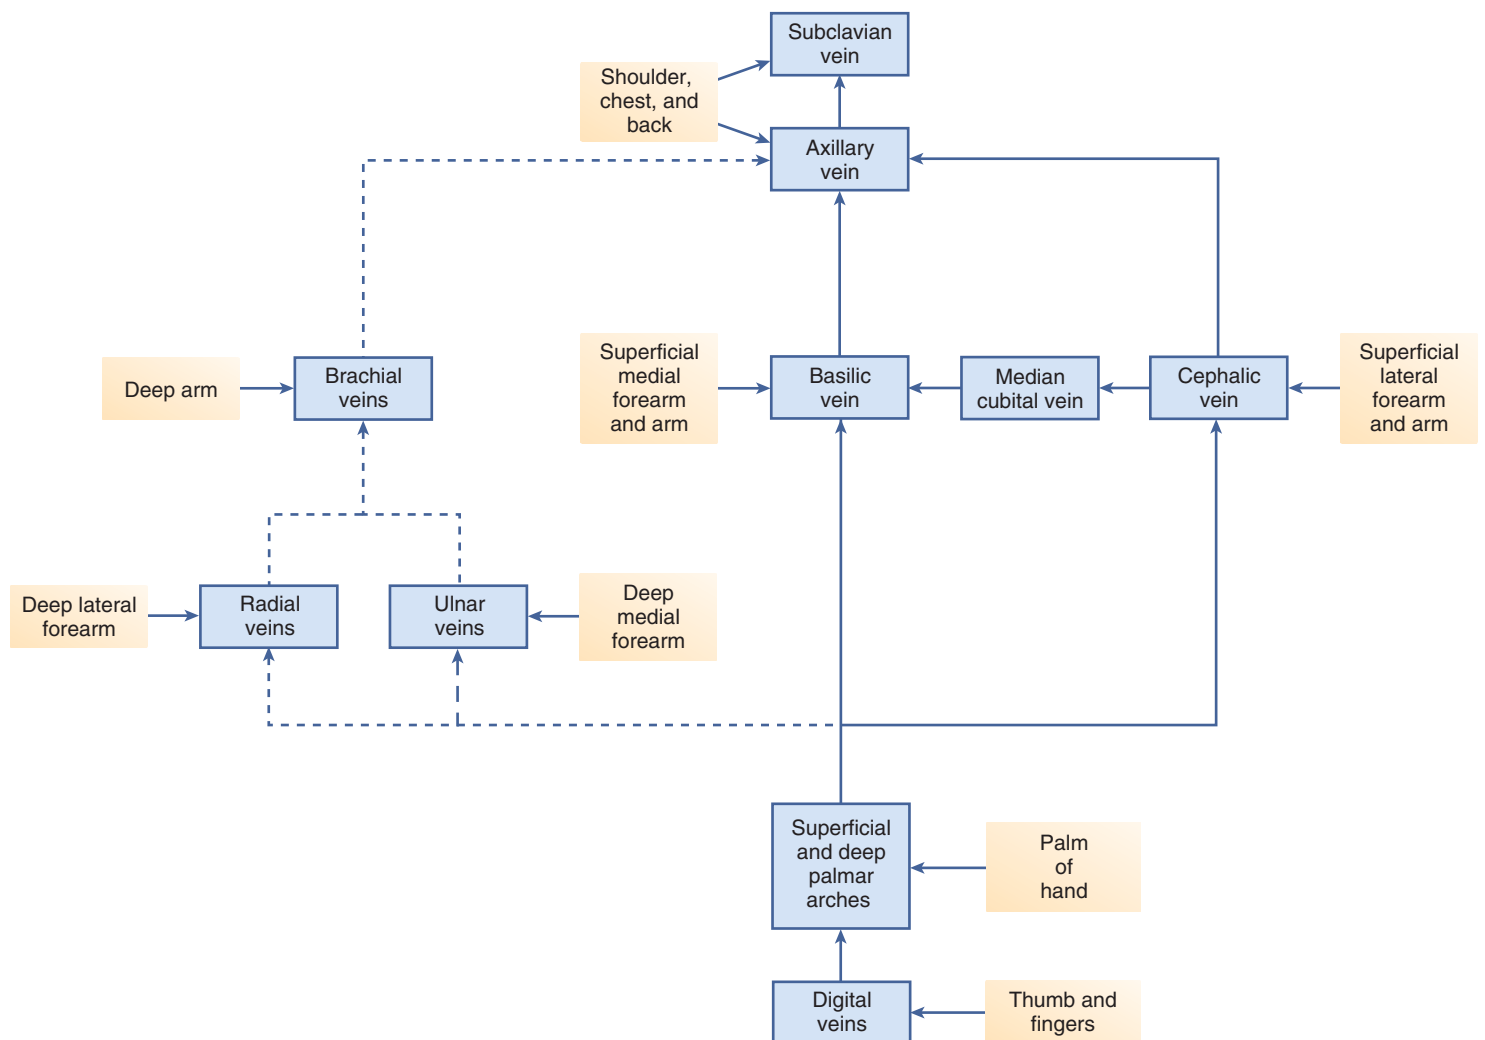 Subclavian
vein
Shoulder,
chest, and
back
Axillary
vein
Deep arm
Brachial
veins
Superficial
medial
forearm
and arm
Basilic
vein
Median
cubital vein
Cephalic
vein
Superficial
lateral
forearm
and arm
Deep lateral
forearm
Radial
veins
Ulnar
veins
Deep
medial
forearm
Superficial
and deep
palmar
arches
Palm
of
hand
Digital
veins
Thumb and
fingers